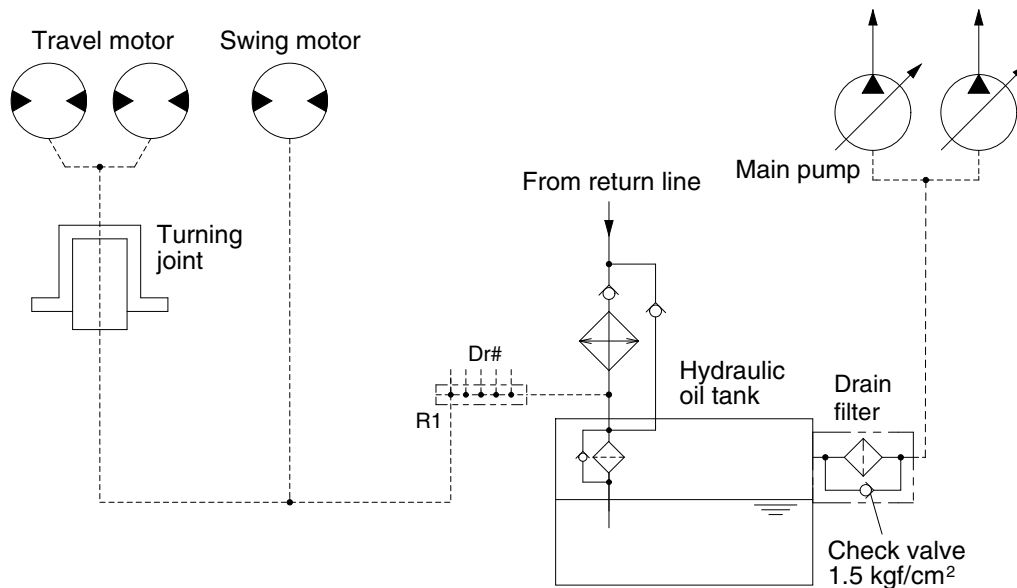 Travel motor
Swing motor
Main pump
From return line
Turning
joint
Dr#
R1
Hydraulic
oil tank
Drain
filter
Check valve
1.5 kgf/cm²